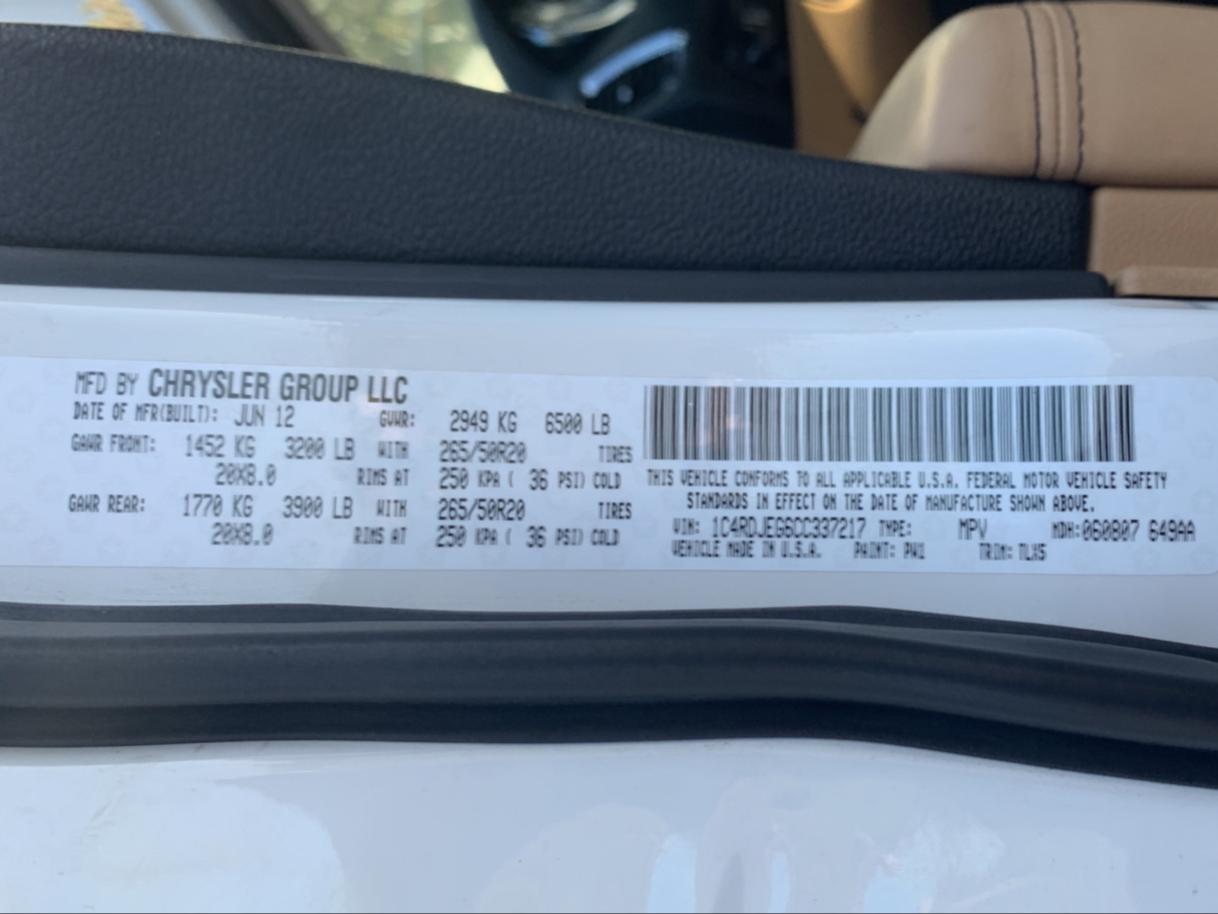 MFD BY CHRYSLER GROUP LLC
DATE OF MFR(BUILT): JUN 12 GVWR: 2949 KG 6500 LB
GAWR FRONT: 1452 KG 3200 LB WITH 265/50R20 TIRES
20X8.0 RIMS AT 250 KPA ( 36 PSI) COLD
GAWR REAR: 1770 KG 3900 LB WITH 265/50R20 TIRES
20X8.0 RIMS AT 250 KPA ( 36 PSI) COLD
THIS VEHICLE CONFORMS TO ALL APPLICABLE U.S.A. FEDERAL MOTOR VEHICLE SAFETY
STANDARDS IN EFFECT ON THE DATE OF MANUFACTURE SHOWN ABOVE.
VIN: 1C4RDJEG6CC337217 TYPE: MPV MDH:060807 649AA
VEHICLE MADE IN U.S.A. PAINT: PW1 TRIM: TLX5